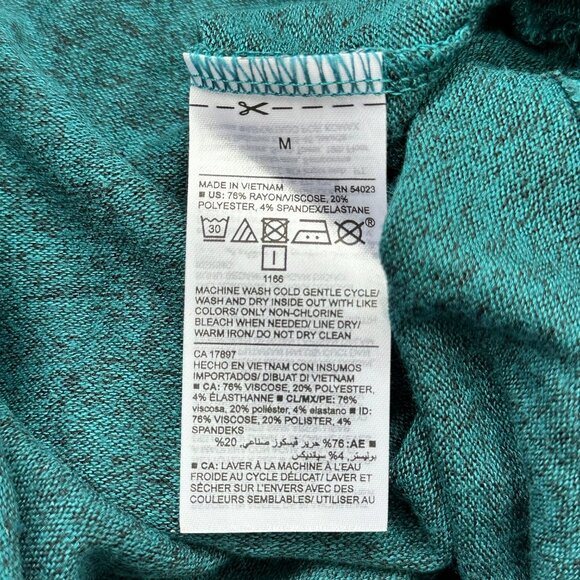 M
MADE IN VIETNAM RN 54023
■ US: 76% RAYON/VISCOSE, 20%
POLYESTER, 4% SPANDEX/ELASTANE
30 ®
1166
MACHINE WASH COLD GENTLE CYCLE/
WASH AND DRY INSIDE OUT WITH LIKE
COLORS/ ONLY NON-CHLORINE
BLEACH WHEN NEEDED/ LINE DRY/
WARM IRON/ DO NOT DRY CLEAN
CA 17897
HECHO EN VIETNAM CON INSUMOS
IMPORTADOS/ DIBUAT DI VIETNAM
■ CA: 76% VISCOSE, 20% POLYESTER,
4% ÉLASTHANNE ■ CL/MX/PE: 76%
viscosa, 20% poliéster, 4% elastano ■ ID:
76% VISCOSE, 20% POLISTER, 4%
SPANDEKS
■ AE: 76% حرير ڤيسكوز صناعي, 20%
بوليستر, 4% سپانديكس
■ CA: LAVER À LA MACHINE À L'EAU
FROIDE AU CYCLE DÉLICAT/ LAVER ET
SÉCHER SUR L'ENVERS AVEC DES
COULEURS SEMBLABLES/ UTILISER AU